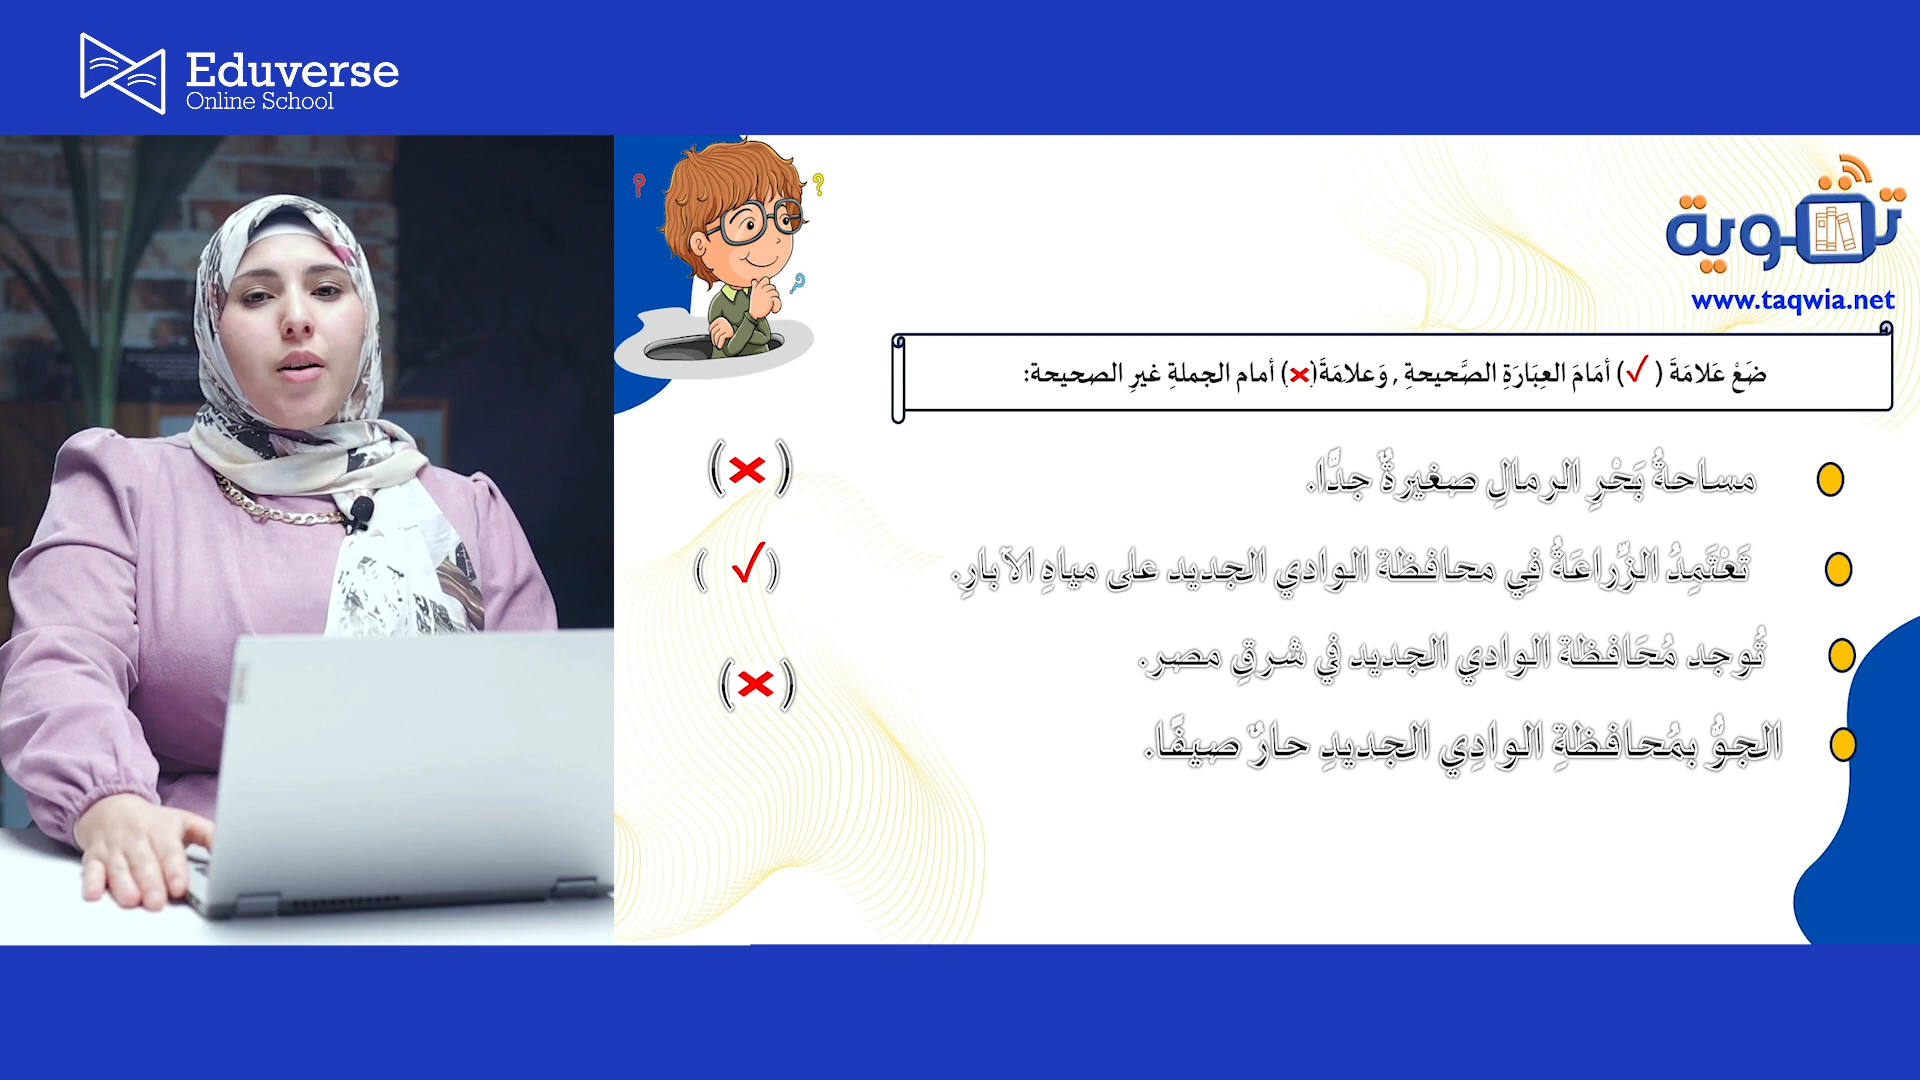 Eduverse
Online School
تقوية
www.taqwia.net
ضَعْ عَلامَةَ ( ✓ ) أمَامَ العِبَارَةِ الصَّحيحةِ , وَعلامَةَ(×) أمام الجملةِ غيرِ الصحيحة:
مساحةُ بَحْرِ الرمالِ صغيرةٌ جدًّا. (×)
تَعْتَمِدُ الزِّراعَةُ فِي محافظة الوادي الجديد على مياهِ الآبارِ. (✓)
تُوجد مُحَافظة الوادي الجديد في شرقِ مصر. (×)
الجوُّ بمُحافظةِ الوادِي الجديدِ حارٌ صيفًا.